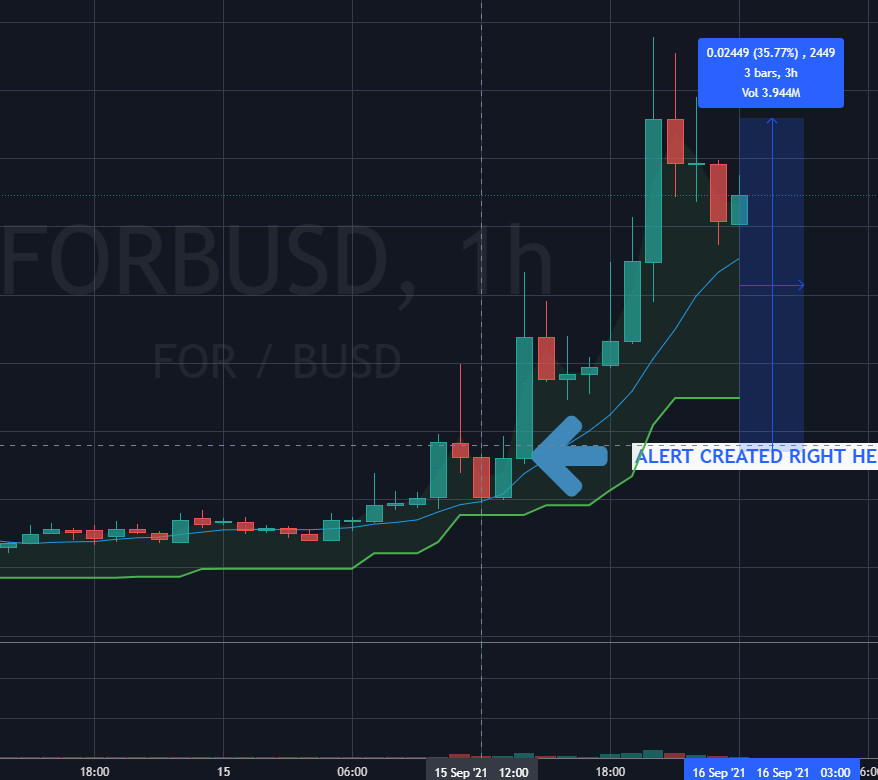 0.02449 (35.77%) , 2449
3 bars, 3h
Vol 3.944M
FORBUSD, 1h
FOR / BUSD
ALERT CREATED RIGHT HE
18:00
15
06:00
15 Sep '21 12:00
18:00
16 Sep '21
16 Sep '21 03:00
6:0